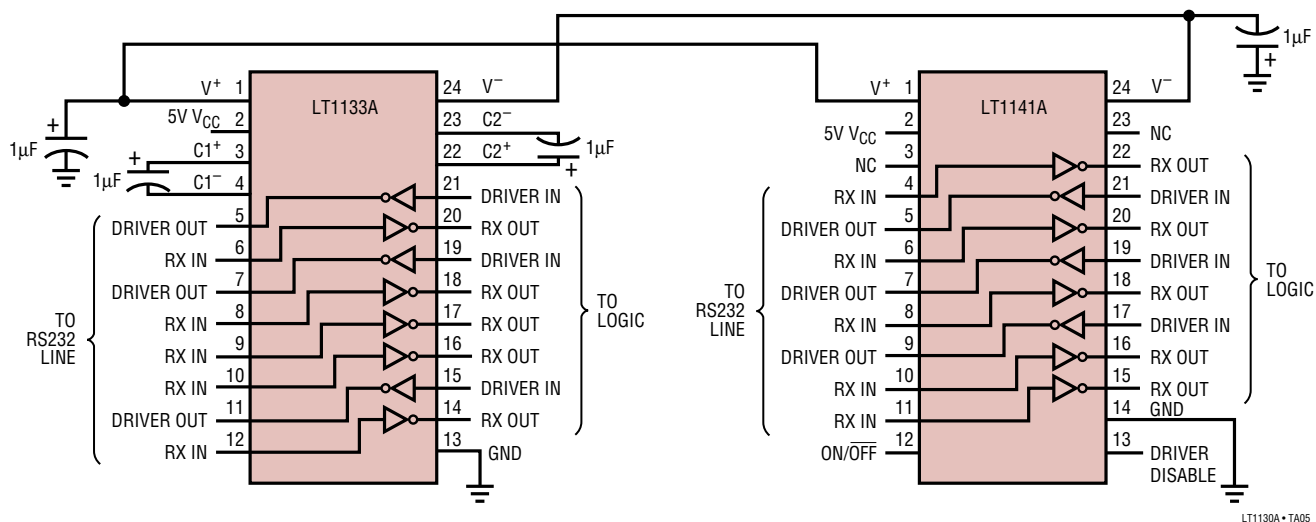 1µF
V+ 1
LT1133A
24 V−
5V VCC 2
23 C2−
1µF
C1+ 3
22 C2+
1µF
C1− 4
21 DRIVER IN
DRIVER OUT 5
20 RX OUT
RX IN 6
19 DRIVER IN
DRIVER OUT 7
18 RX OUT
RX IN 8
17 RX OUT
RX IN 9
16 RX OUT
RX IN 10
15 DRIVER IN
DRIVER OUT 11
14 RX OUT
RX IN 12
13 GND
TO
RS232
LINE
TO
LOGIC
+
+
+
V+ 1
LT1141A
24 V−
5V VCC 2
23 NC
NC 3
22 RX OUT
RX IN 4
21 DRIVER IN
DRIVER OUT 5
20 RX OUT
RX IN 6
19 DRIVER IN
DRIVER OUT 7
18 RX OUT
RX IN 8
17 DRIVER IN
DRIVER OUT 9
16 RX OUT
RX IN 10
15 RX OUT
RX IN 11
14 GND
ON/O̅F̅F̅ 12
13 DRIVER
DISABLE
TO
RS232
LINE
TO
LOGIC
1µF
+
LT1130A • TA05